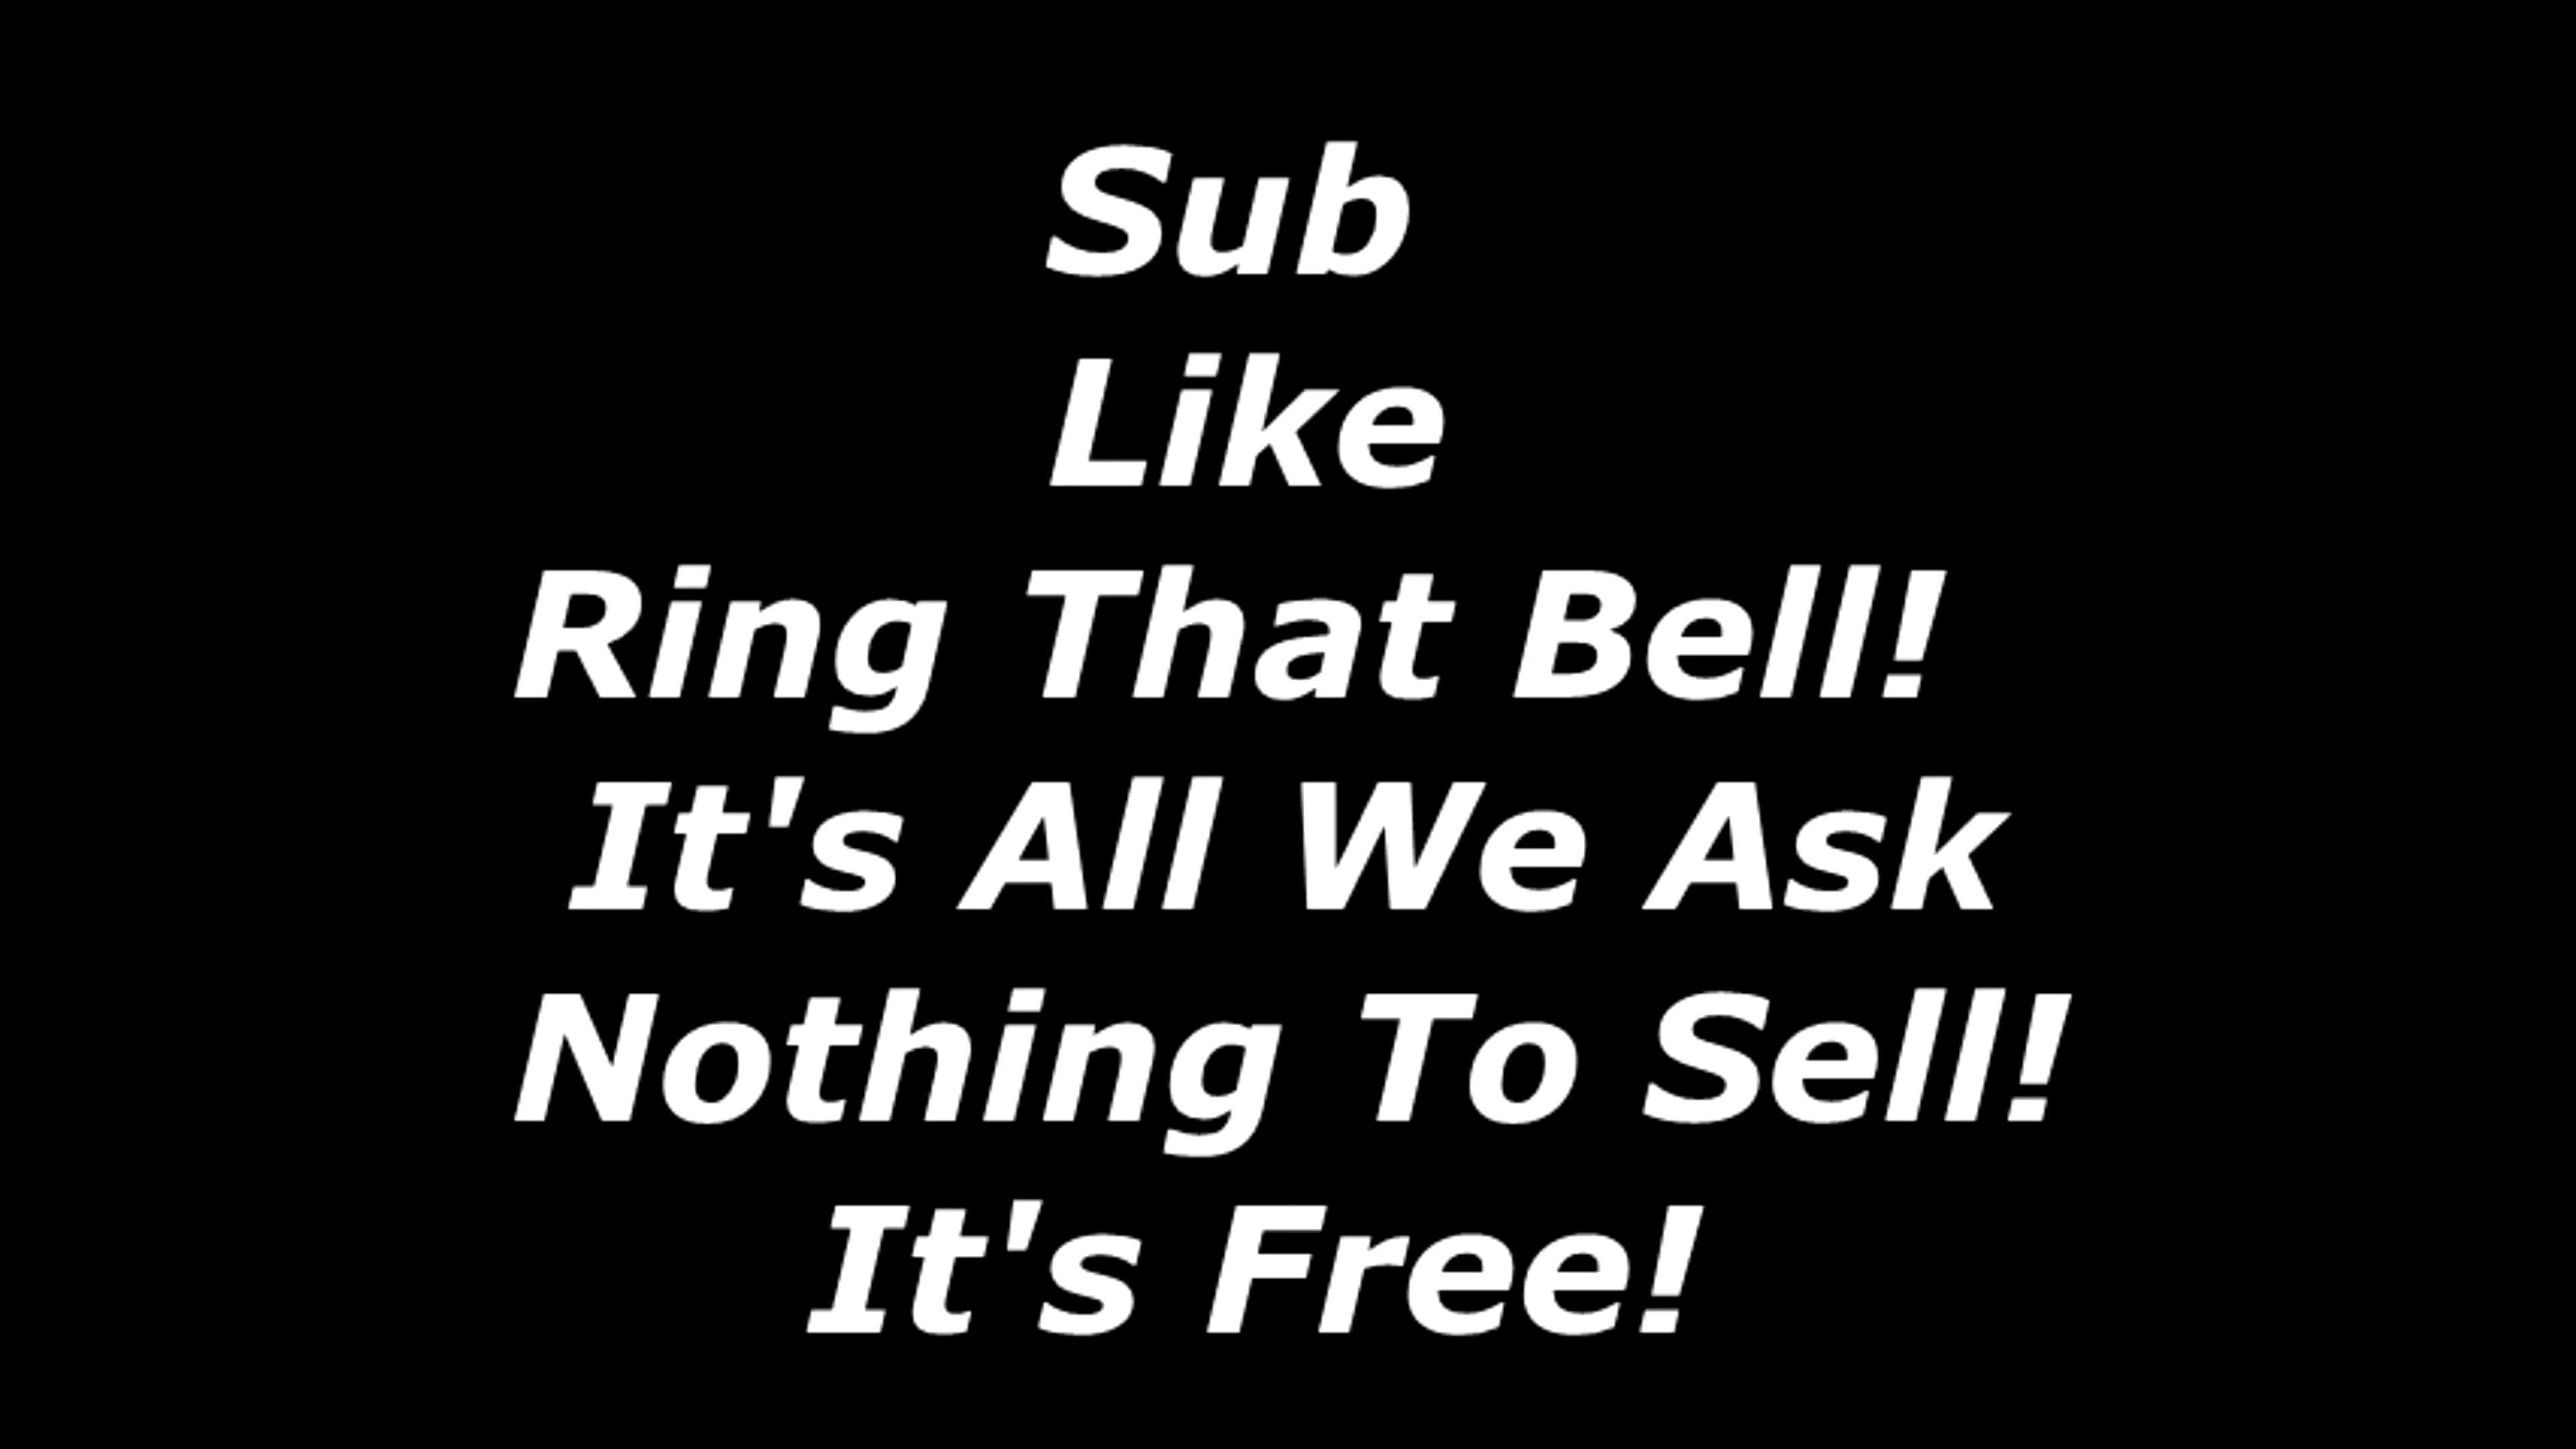 Sub
Like
Ring That Bell!
It's All We Ask
Nothing To Sell!
It's Free!